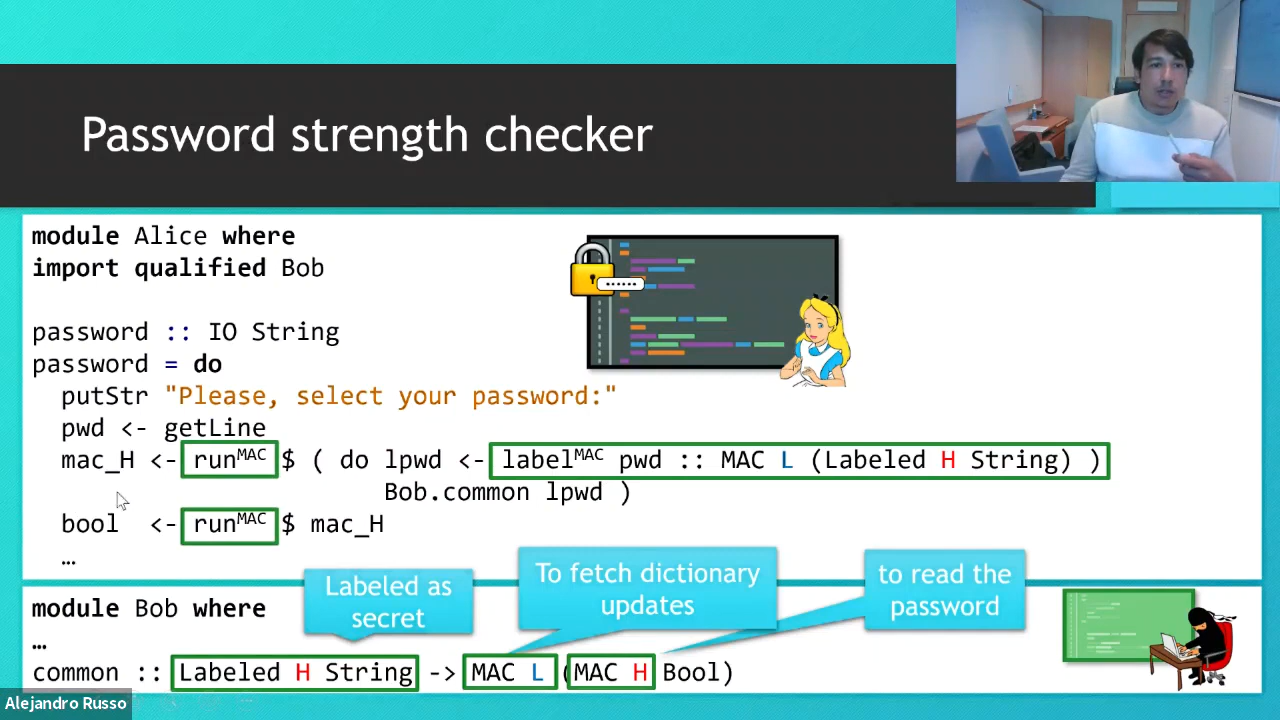 Password strength checker
module Alice where
import qualified Bob
password :: IO String
password = do
putStr "Please, select your password:"
pwd <- getLine
mac_H <- runMAC $ ( do lpwd <- labelMAC pwd :: MAC L (Labeled H String) )
Bob.common lpwd )
bool <- runMAC $ mac_H
…
Labeled as
secret
To fetch dictionary
updates
to read the
password
module Bob where
…
common :: Labeled H String -> MAC L (MAC H Bool)
Alejandro Russo